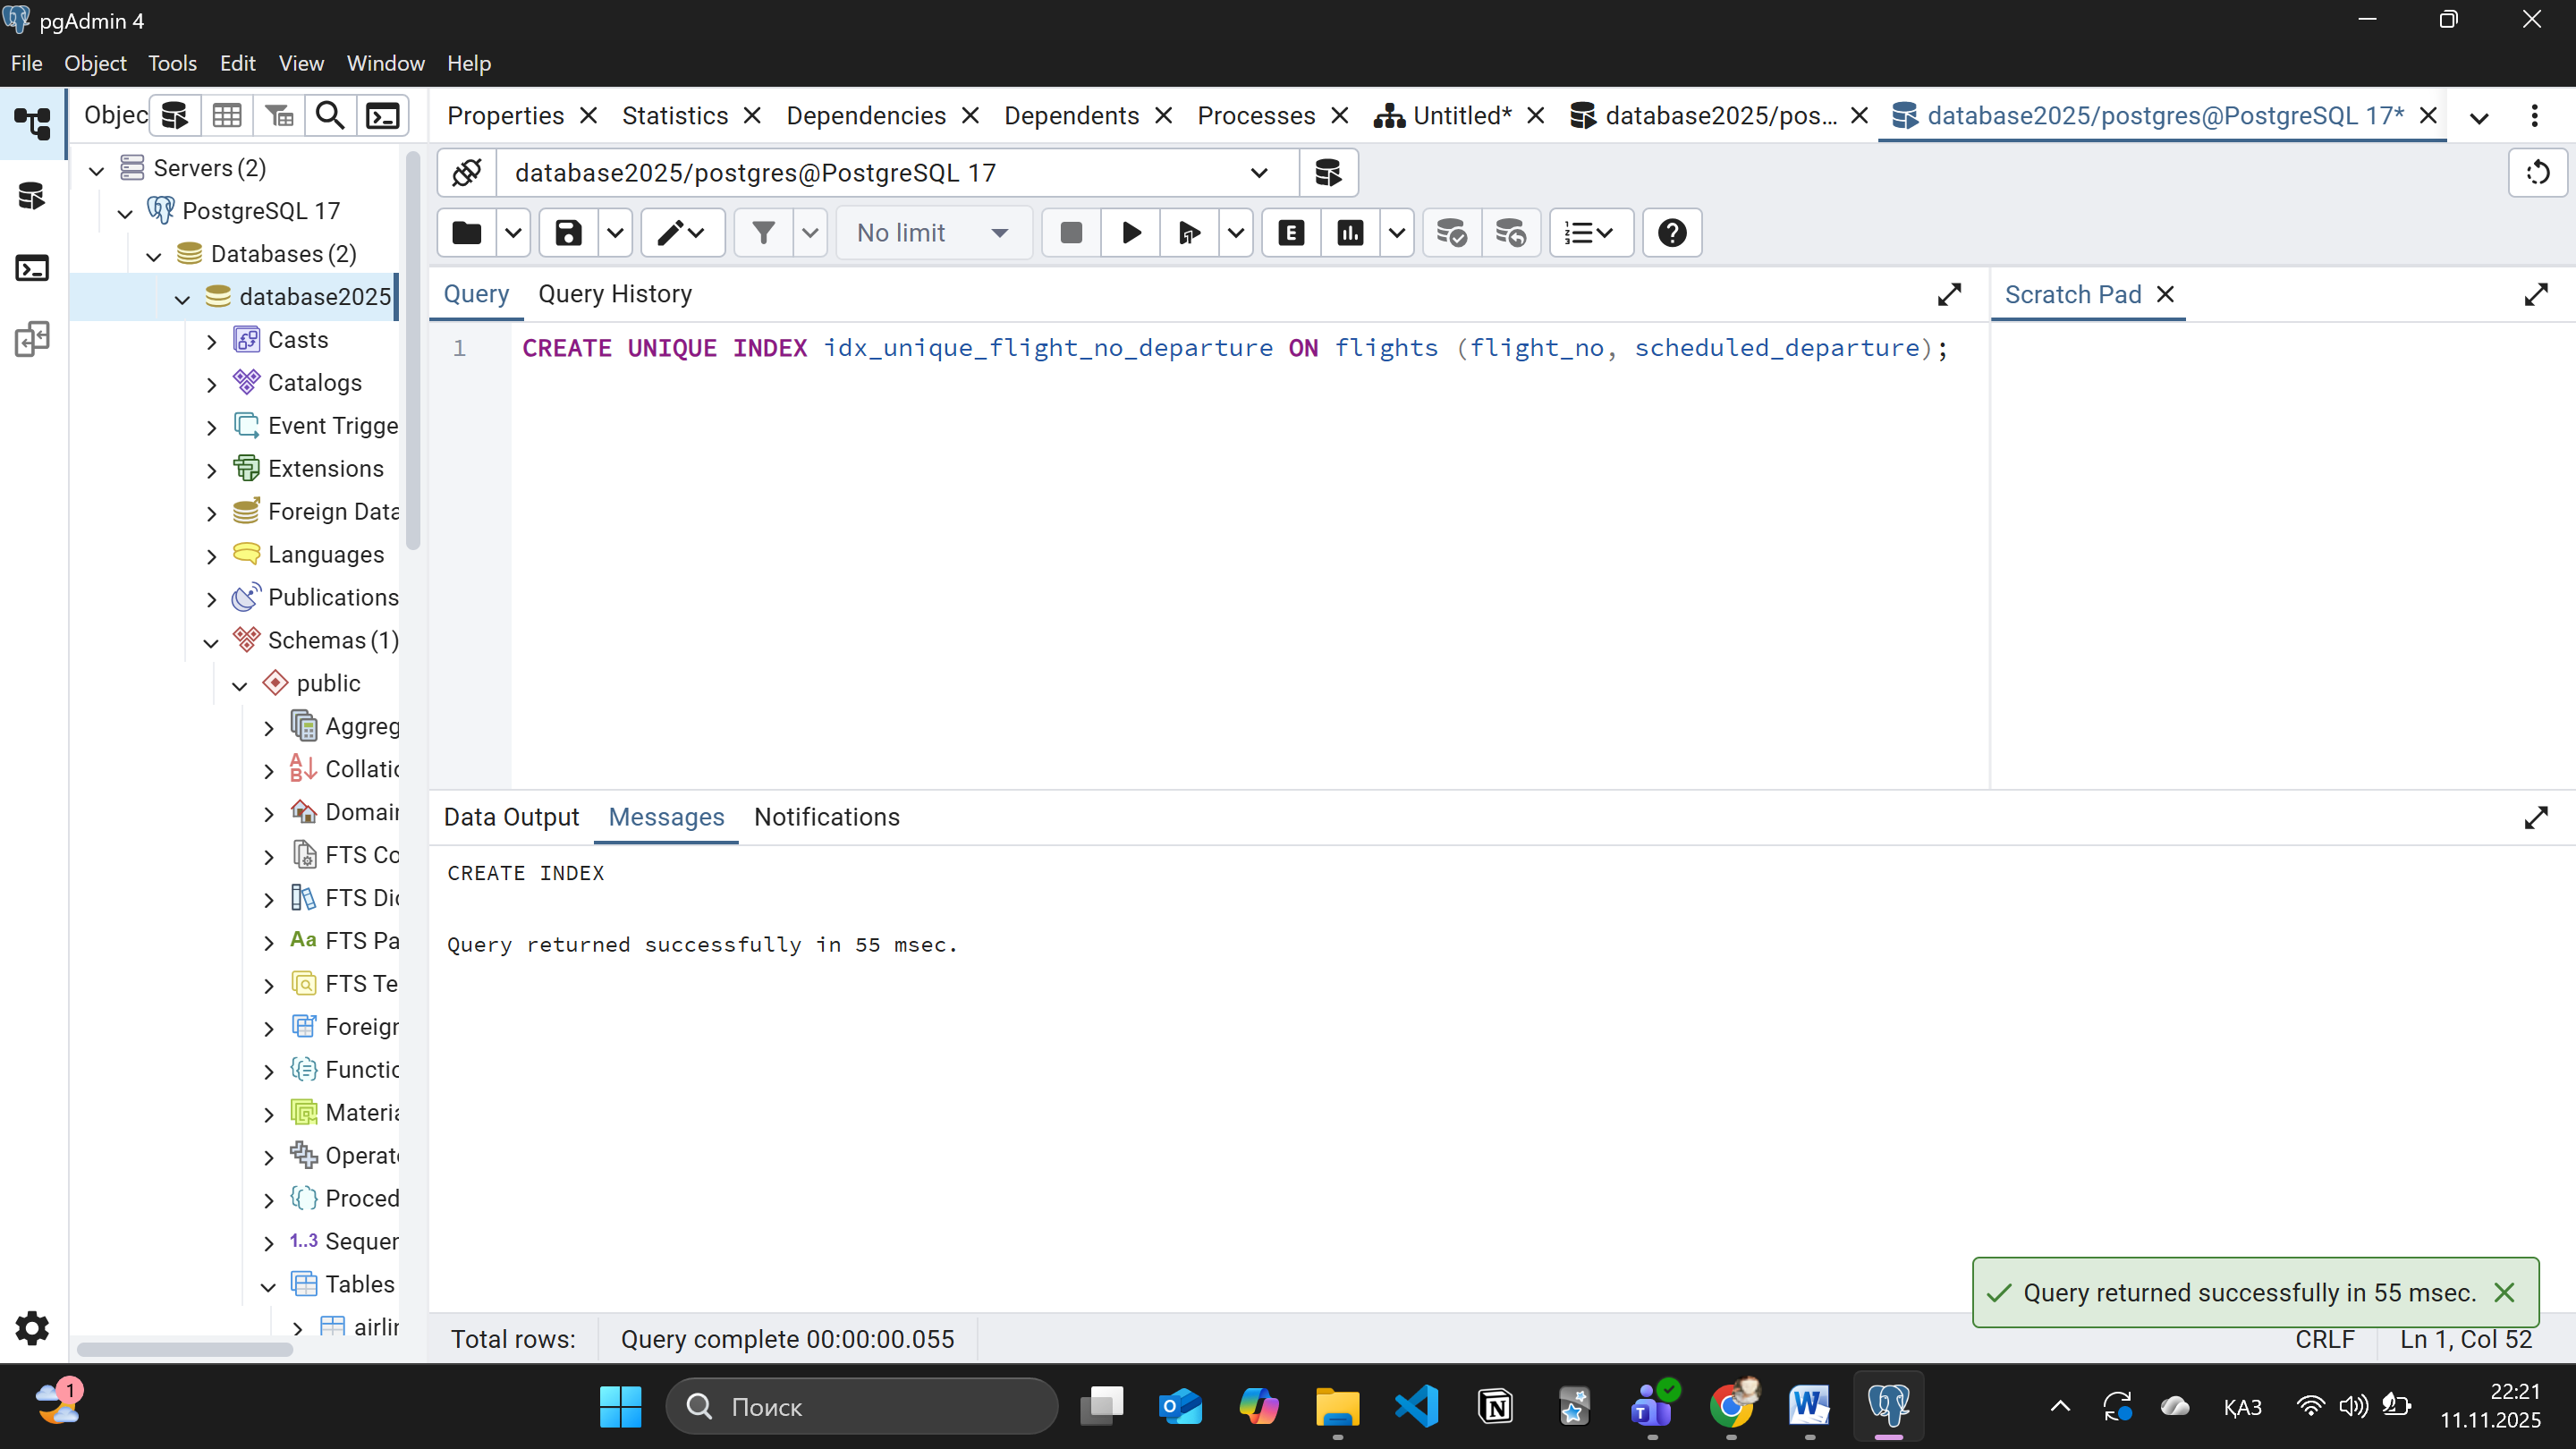 pgAdmin 4
File Object Tools Edit View Window Help
Objec
Properties Statistics Dependencies Dependents Processes Untitled* database2025/pos... database2025/postgres@PostgreSQL 17*
Servers (2)
PostgreSQL 17
Databases (2)
database2025
Casts
Catalogs
Event Trigge
Extensions
Foreign Data
Languages
Publications
Schemas (1)
public
Aggreg
Collatio
Domair
FTS Co
FTS Dic
Aa FTS Pa
FTS Te
Foreigr
Functic
Materia
Operato
Proced
1..3 Sequer
Tables
airlir
database2025/postgres@PostgreSQL 17
No limit
E
Query Query History
Scratch Pad
1 CREATE UNIQUE INDEX idx_unique_flight_no_departure ON flights (flight_no, scheduled_departure);
Data Output Messages Notifications
CREATE INDEX
Query returned successfully in 55 msec.
Query returned successfully in 55 msec.
Total rows: Query complete 00:00:00.055 CRLF Ln 1, Col 52
1
Поиск
ҚАЗ
22:21
11.11.2025